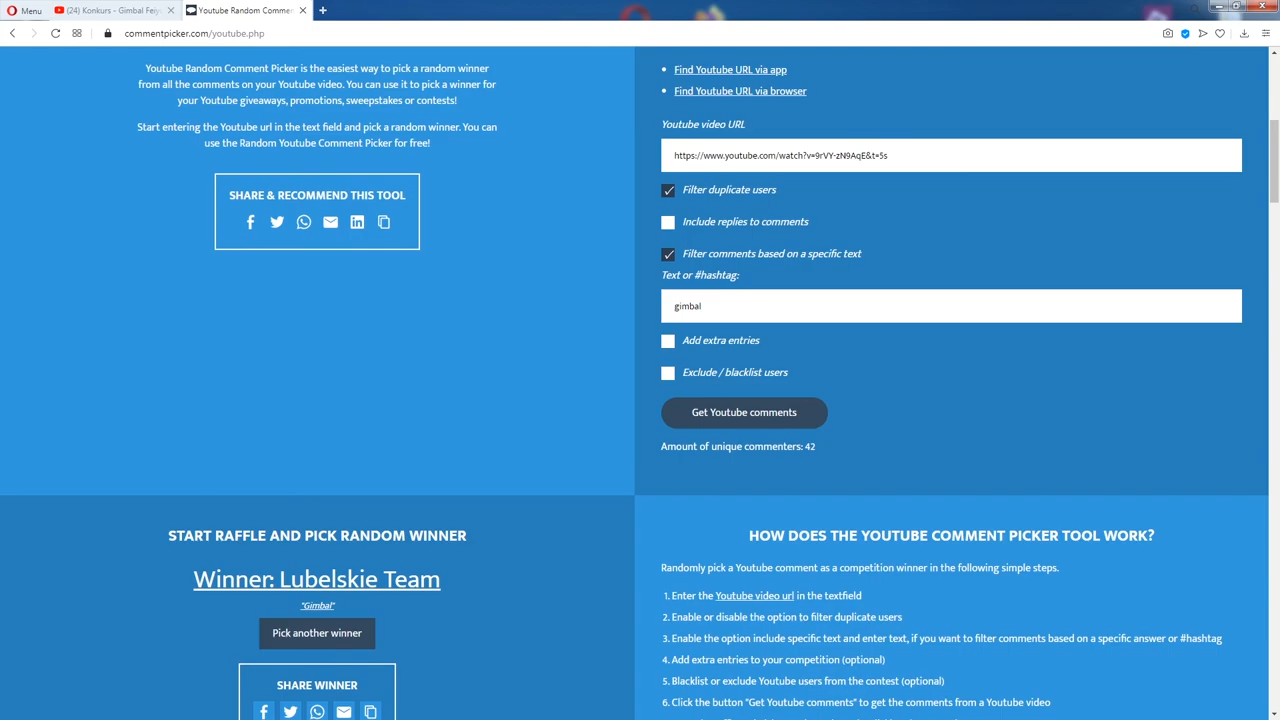 Menu
(24) Konkurs - Gimbal Feiy
Youtube Random Commen
commentpicker.com/youtube.php
Youtube Random Comment Picker is the easiest way to pick a random winner
from all the comments on your Youtube video. You can use it to pick a winner for
your Youtube giveaways, promotions, sweepstakes or contests!
Start entering the Youtube url in the text field and pick a random winner. You can
use the Random Youtube Comment Picker for free!
SHARE & RECOMMEND THIS TOOL
Find Youtube URL via app
Find Youtube URL via browser
Youtube video URL
https://www.youtube.com/watch?v=9rVY-zN9AqE&t=5s
Filter duplicate users
Include replies to comments
Filter comments based on a specific text
Text or #hashtag:
gimbal
Add extra entries
Exclude / blacklist users
Get Youtube comments
Amount of unique commenters: 42
START RAFFLE AND PICK RANDOM WINNER
Winner: Lubelskie Team
"Gimbal"
Pick another winner
SHARE WINNER
HOW DOES THE YOUTUBE COMMENT PICKER TOOL WORK?
Randomly pick a Youtube comment as a competition winner in the following simple steps.
1. Enter the Youtube video url in the textfield
2. Enable or disable the option to filter duplicate users
3. Enable the option include specific text and enter text, if you want to filter comments based on a specific answer or #hashtag
4. Add extra entries to your competition (optional)
5. Blacklist or exclude Youtube users from the contest (optional)
6. Click the button "Get Youtube comments" to get the comments from a Youtube video